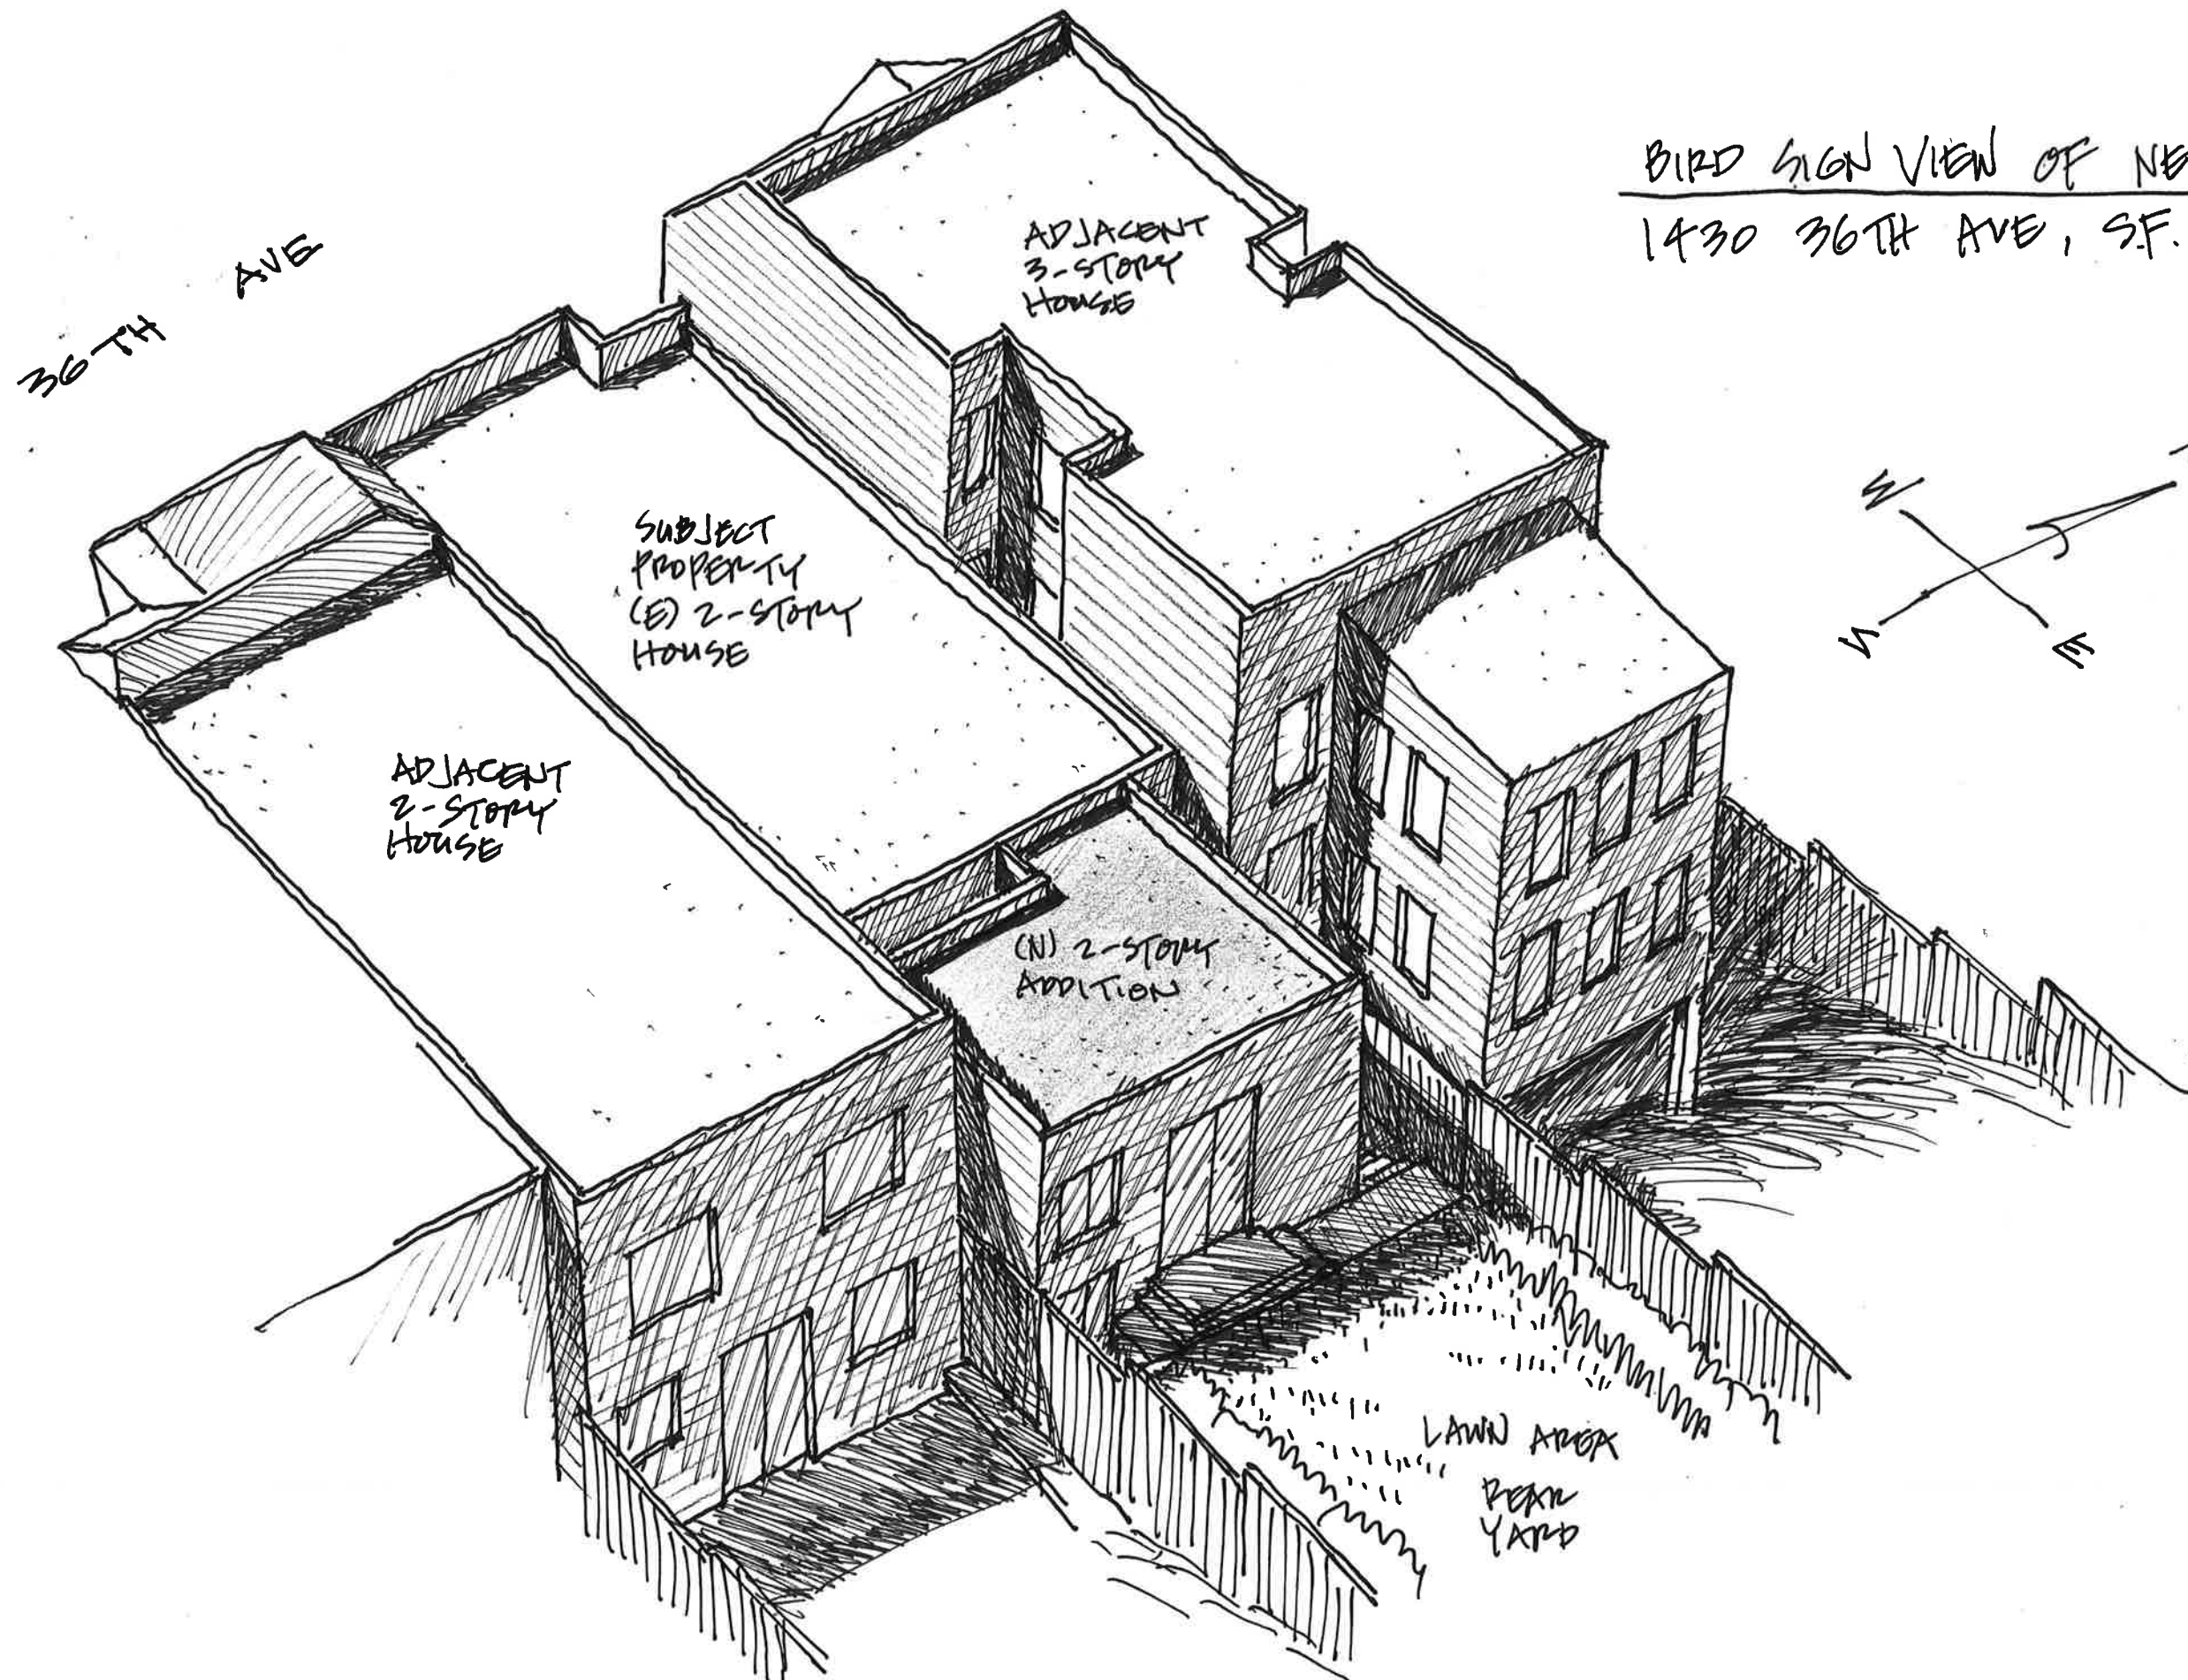 BIRD SIGN VIEW OF NE
1430 36TH AVE, S.F.
36TH AVE
ADJACENT
3-STORY
HOUSE
SUBJECT
PROPERTY
(E) 2-STORY
HOUSE
ADJACENT
2-STORY
HOUSE
(N) 2-STORY
ADDITION
W
S
E
LAWN AREA
REAR
YARD